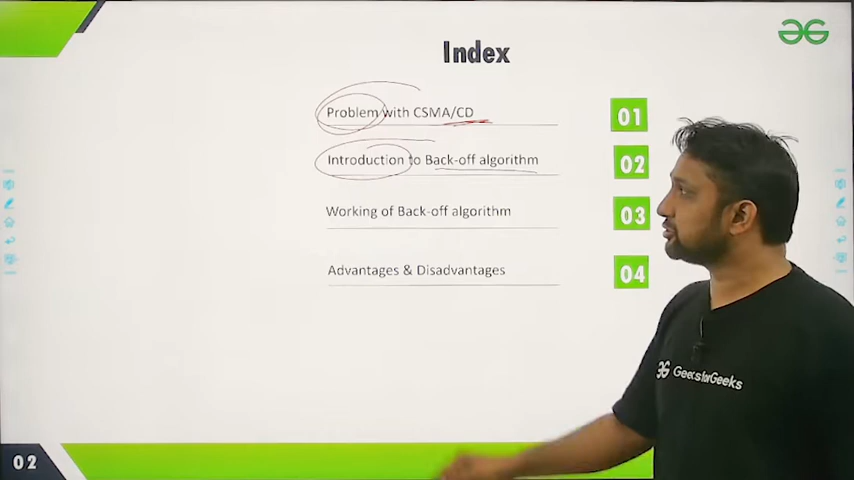 Index
Problem with CSMA/CD
01
Introduction to Back-off algorithm
02
Working of Back-off algorithm
03
Advantages & Disadvantages
04
GeeksforGeeks
02